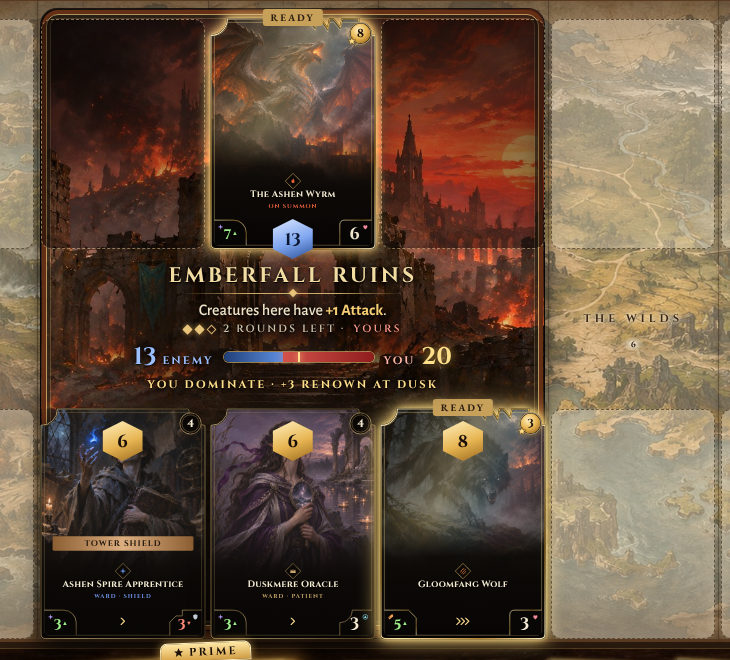 READY
8
THE ASHEN WYRM
ON SUMMON
7
13
6
EMBERFALL RUINS
Creatures here have +1 Attack.
2 ROUNDS LEFT · YOURS
13 ENEMY
YOU 20
YOU DOMINATE · +3 RENOWN AT DUSK
THE WILDS
6
READY
6
4
6
4
8
3
TOWER SHIELD
ASHEN SPIRE APPRENTICE
WARD · SHIELD
3
3
DUSKMERE ORACLE
WARD · PATIENT
3
3
GLOOMFANG WOLF
5
3
PRIME